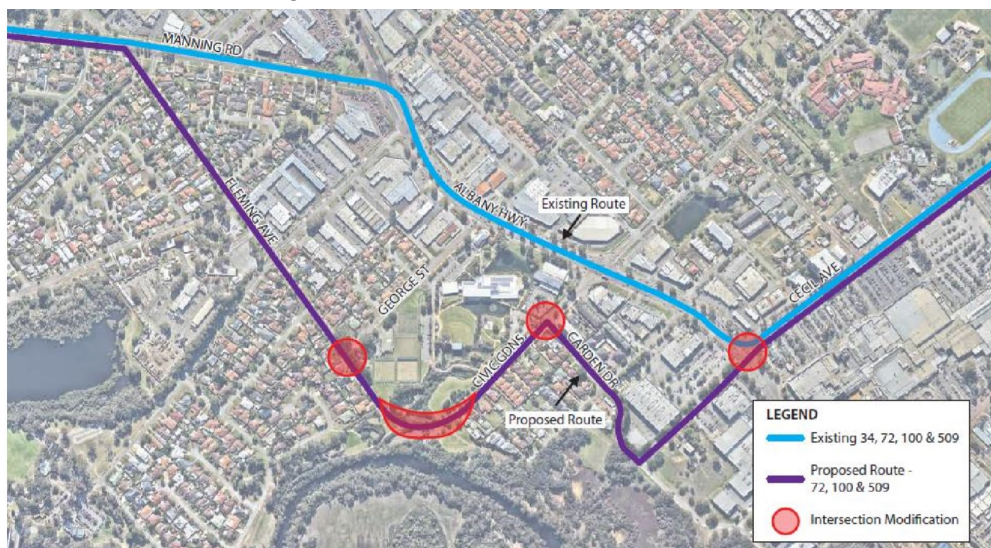 MANNING RD
FLEMING AVE
ALBANY HWY
Existing Route
GEORGE ST
CECIL AVE
CIVIC GDNS
CARDEN DR
Proposed Route
LEGEND
Existing 34, 72, 100 & 509
Proposed Route -
72, 100 & 509
Intersection Modification